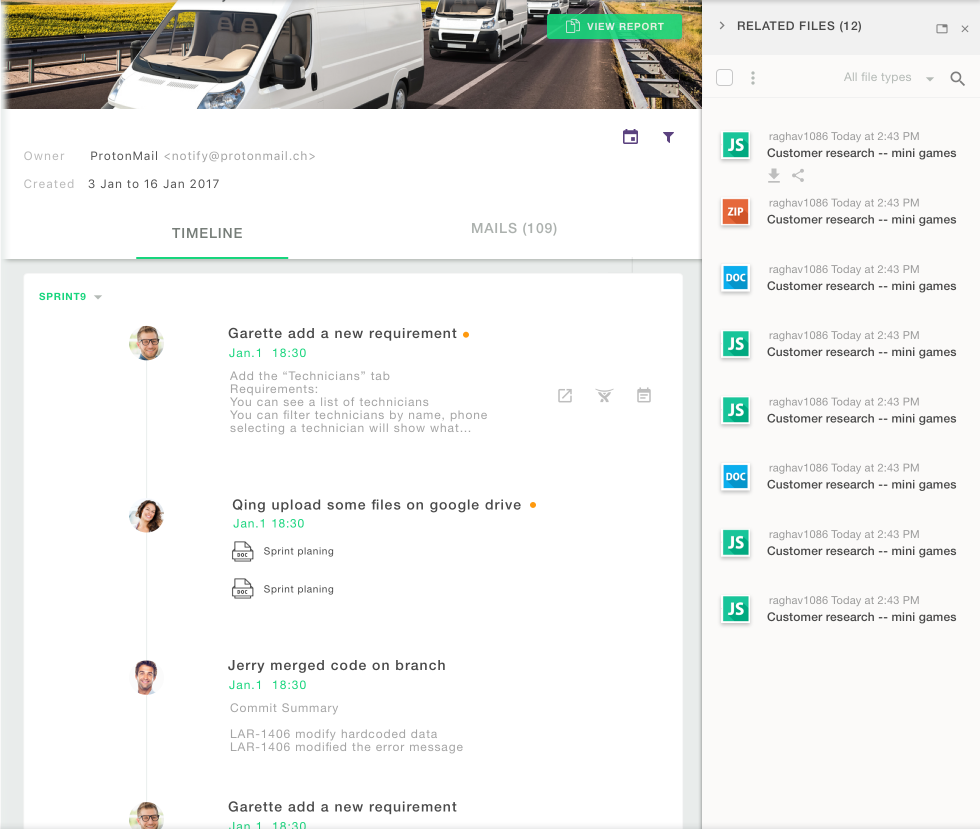 VIEW REPORT
Owner ProtonMail <notify@protonmail.ch>
Created 3 Jan to 16 Jan 2017
TIMELINE
MAILS (109)
SPRINT9
Garette add a new requirement
Jan.1 18:30
Add the “Technicians” tab
Requirements:
You can see a list of technicians
You can filter technicians by name, phone
selecting a technician will show what...
Qing upload some files on google drive
Jan.1 18:30
DOC Sprint planing
DOC Sprint planing
Jerry merged code on branch
Jan.1 18:30
Commit Summary
LAR-1406 modify hardcoded data
LAR-1406 modified the error message
Garette add a new requirement
Jan.1 18:30
RELATED FILES (12)
All file types
JS
raghav1086 Today at 2:43 PM
Customer research -- mini games
ZIP
raghav1086 Today at 2:43 PM
Customer research -- mini games
DOC
raghav1086 Today at 2:43 PM
Customer research -- mini games
JS
raghav1086 Today at 2:43 PM
Customer research -- mini games
JS
raghav1086 Today at 2:43 PM
Customer research -- mini games
DOC
raghav1086 Today at 2:43 PM
Customer research -- mini games
JS
raghav1086 Today at 2:43 PM
Customer research -- mini games
JS
raghav1086 Today at 2:43 PM
Customer research -- mini games